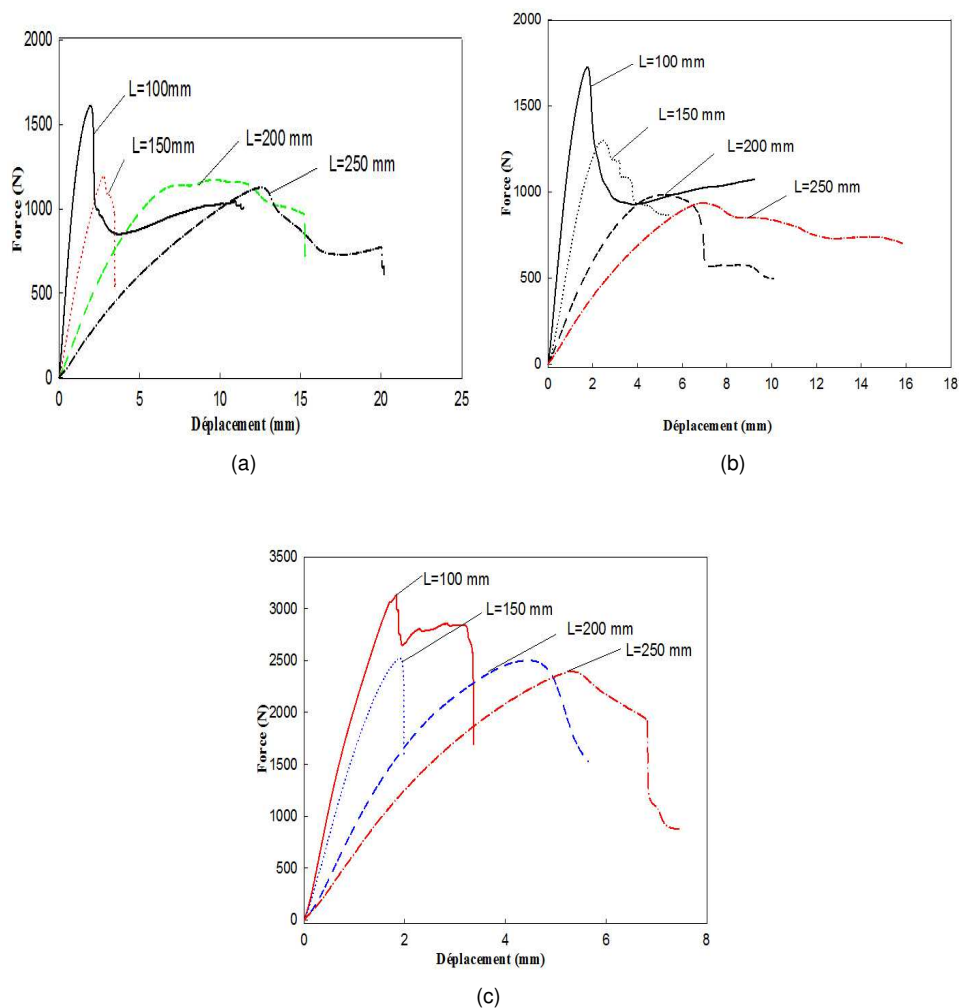 2000
1500
1000
500
0
Force (N)
L=100mm
L=150mm
L=200 mm
L=250 mm
0 5 10 15 20 25
Déplacement (mm)
(a)
2000
1500
1000
500
0
Force (N)
L=100 mm
L=150 mm
L=200 mm
L=250 mm
0 2 4 6 8 10 12 14 16 18
Déplacement (mm)
(b)
3500
3000
2500
2000
1500
1000
500
0
Force (N)
L=100 mm
L=150 mm
L=200 mm
L=250 mm
0 2 4 6 8
Déplacement (mm)
(c)